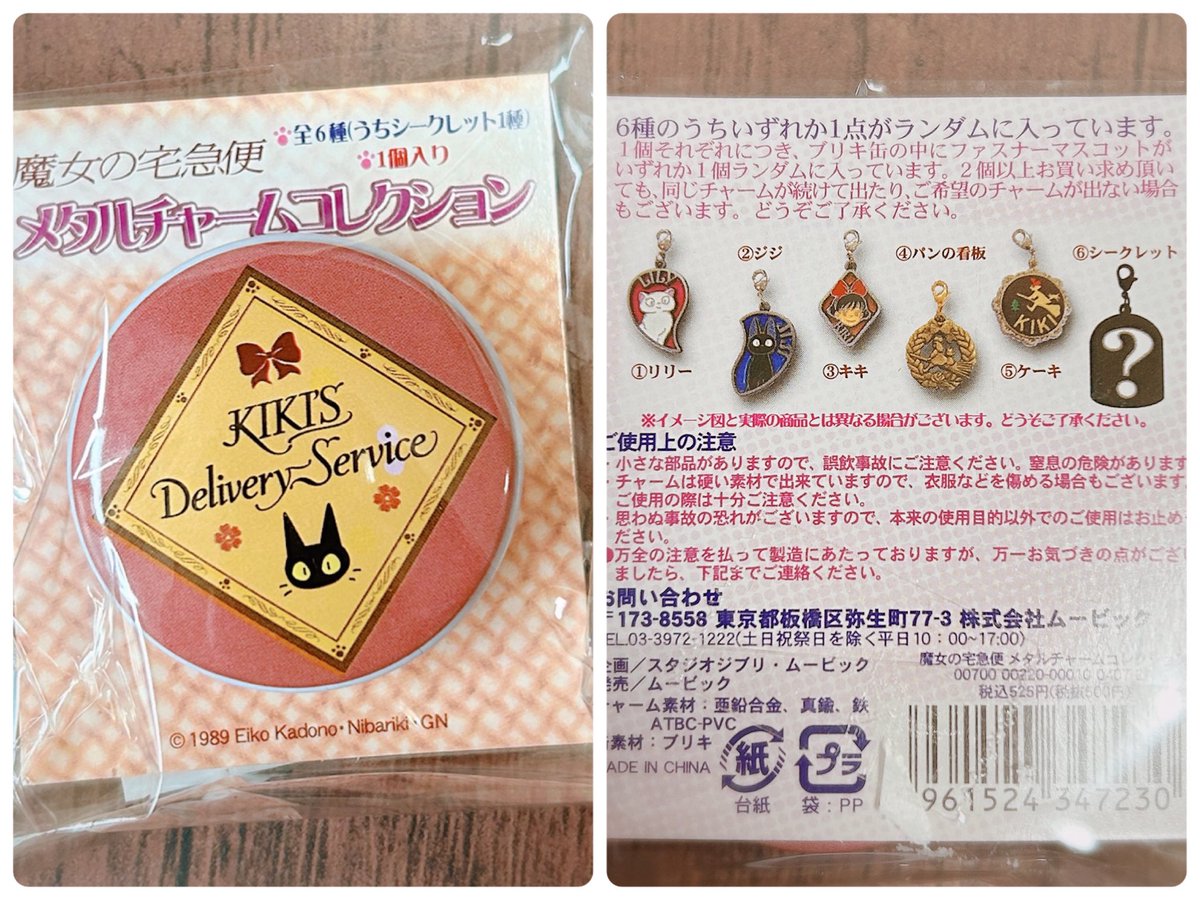 全6種(うちシークレット1種)
魔女の宅急便
1個入り
メタルチャームコレクション
KIKI'S
Delivery Service
© 1989 Eiko Kadono・Nibariki・GN
6種のうちいずれか1点がランダムに入っています。
1個それぞれにつき、ブリキ缶の中にファスナーマスコットが
いずれか1個ランダムに入っています。2個以上お買い求め頂い
ても、同じチャームが続けて出たり、ご希望のチャームが出ない場合
もございます。どうぞご了承ください。
②ジジ
④パンの看板
⑥シークレット
LILY
JIJI
KIKI
?
①リリー
③キキ
⑤ケーキ
※イメージ図と実際の商品とは異なる場合がございます。どうぞご了承ください。
ご使用上の注意
・小さな部品がありますので、誤飲事故にご注意ください。窒息の危険があります
・チャームは硬い素材で出来ていますので、衣服などを傷める場合もございます。
ご使用の際は十分ご注意ください。
・思わぬ事故の恐れがございますので、本来の使用目的以外でのご使用はお止め
ださい。
●万全の注意を払って製造にあたっておりますが、万一お気づきの点がござい
ましたら、下記までご連絡ください。
お問い合わせ
〒173-8558 東京都板橋区弥生町77-3 株式会社ムービック
TEL.03-3972-1222(土日祝祭日を除く平日10:00~17:00)
企画/スタジオジブリ・ムービック
発売/ムービック
魔女の宅急便 メタルチャームコレク
00700 00220-00010
税込525円(税抜500円)
チャーム素材:亜鉛合金、真鍮、鉄
ATBC-PVC
素材:ブリキ
MADE IN CHINA
紙
プラ
台紙
袋:PP
961524 347230